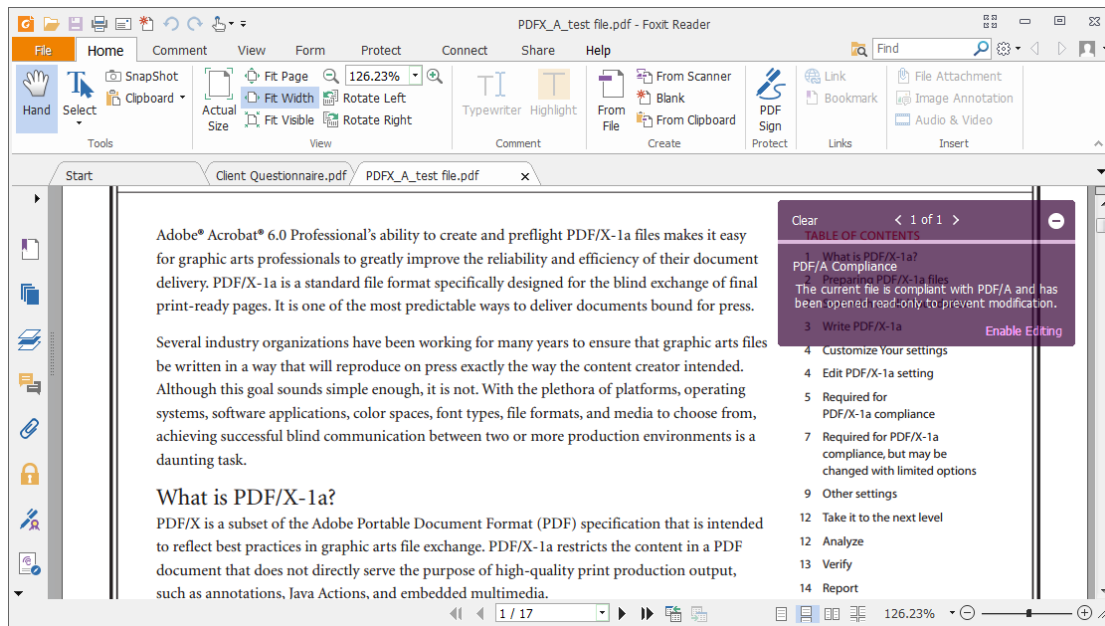 PDFX_A_test file.pdf - Foxit Reader
File Home Comment View Form Protect Connect Share Help Find
Hand
Select
SnapShot
Clipboard
Tools
Actual Size
Fit Page
Fit Width
Fit Visible
126.23%
Rotate Left
Rotate Right
View
Typewriter Highlight
Comment
From File
From Scanner
Blank
From Clipboard
Create
PDF Sign
Protect
Link
Bookmark
Links
File Attachment
Image Annotation
Audio & Video
Insert
Start Client Questionnaire.pdf PDFX_A_test file.pdf x
Adobe® Acrobat® 6.0 Professional's ability to create and preflight PDF/X-1a files makes it easy
for graphic arts professionals to greatly improve the reliability and efficiency of their document
delivery. PDF/X-1a is a standard file format specifically designed for the blind exchange of final
print-ready pages. It is one of the most predictable ways to deliver documents bound for press.
Several industry organizations have been working for many years to ensure that graphic arts files
be written in a way that will reproduce on press exactly the way the content creator intended.
Although this goal sounds simple enough, it is not. With the plethora of platforms, operating
systems, software applications, color spaces, font types, file formats, and media to choose from,
achieving successful blind communication between two or more production environments is a
daunting task.
What is PDF/X-1a?
PDF/X is a subset of the Adobe Portable Document Format (PDF) specification that is intended
to reflect best practices in graphic arts file exchange. PDF/X-1a restricts the content in a PDF
document that does not directly serve the purpose of high-quality print production output,
such as annotations, Java Actions, and embedded multimedia.
Clear < 1 of 1 >
TABLE OF CONTENTS
1 What is PDF/X-1a?
PDF/A Compliance
2 Preparing PDF/X-1a files
The current file is compliant with PDF/A and has
been opened read-only to prevent modification.
3 Write PDF/X-1a
Enable Editing
4 Customize Your settings
4 Edit PDF/X-1a setting
5 Required for
PDF/X-1a compliance
7 Required for PDF/X-1a
compliance, but may be
changed with limited options
9 Other settings
12 Take it to the next level
12 Analyze
13 Verify
14 Report
1 / 17
126.23%